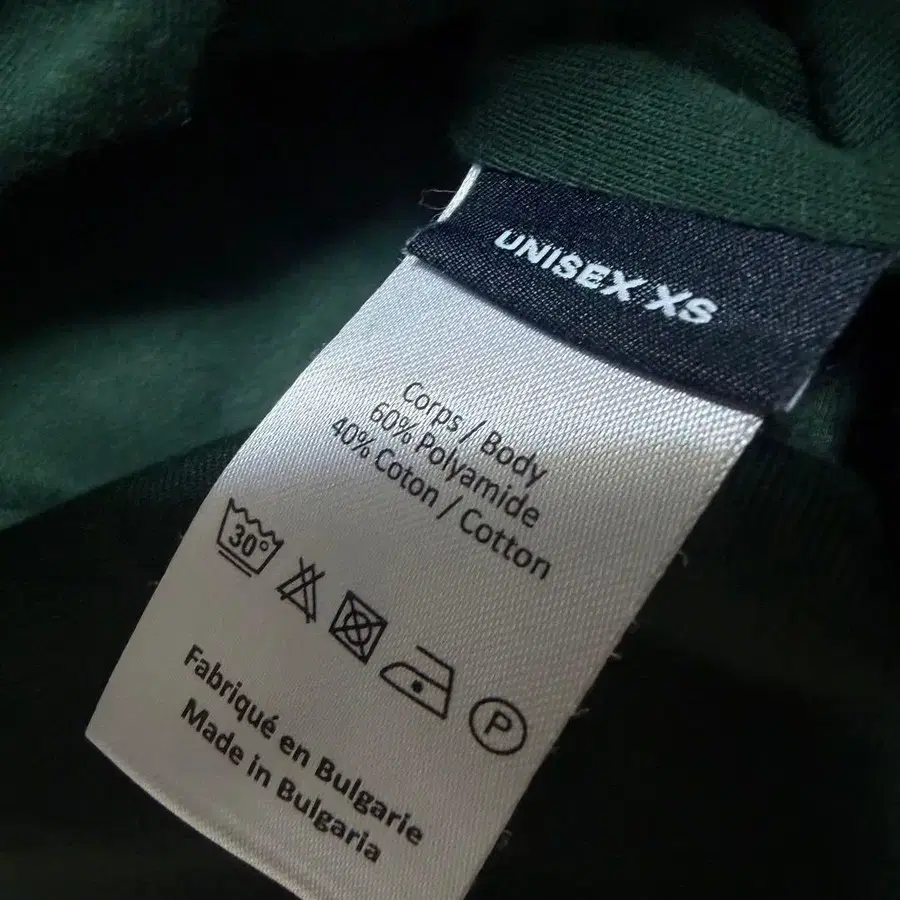 UNISEX XS
Corps / Body
60% Polyamide
40% Coton / Cotton
30°
P
Fabriqué en Bulgarie
Made in Bulgaria